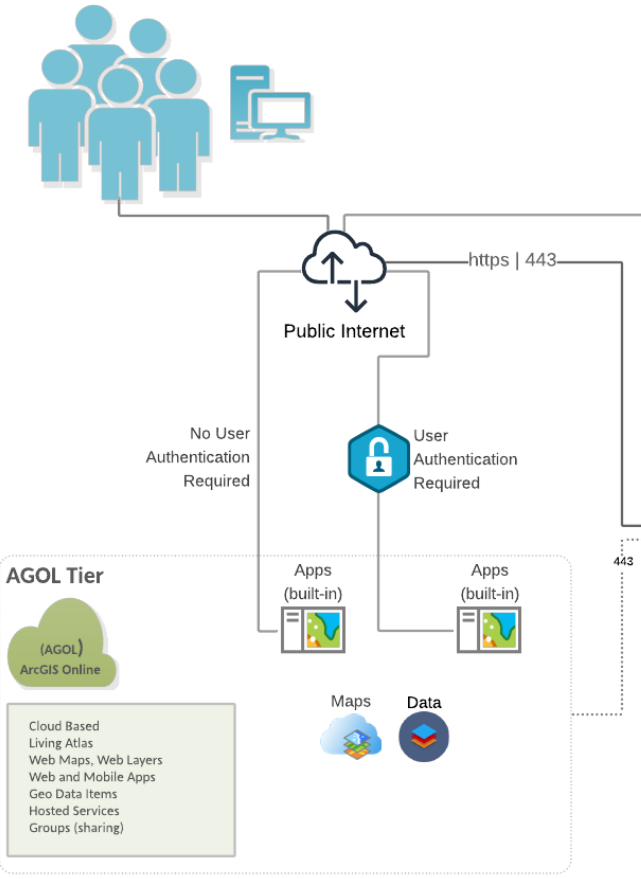 https | 443
Public Internet
No User
Authentication
Required
User
Authentication
Required
443
AGOL Tier
Apps
(built-in)
Apps
(built-in)
(AGOL)
ArcGIS Online
Maps
Data
Cloud Based
Living Atlas
Web Maps, Web Layers
Web and Mobile Apps
Geo Data Items
Hosted Services
Groups (sharing)